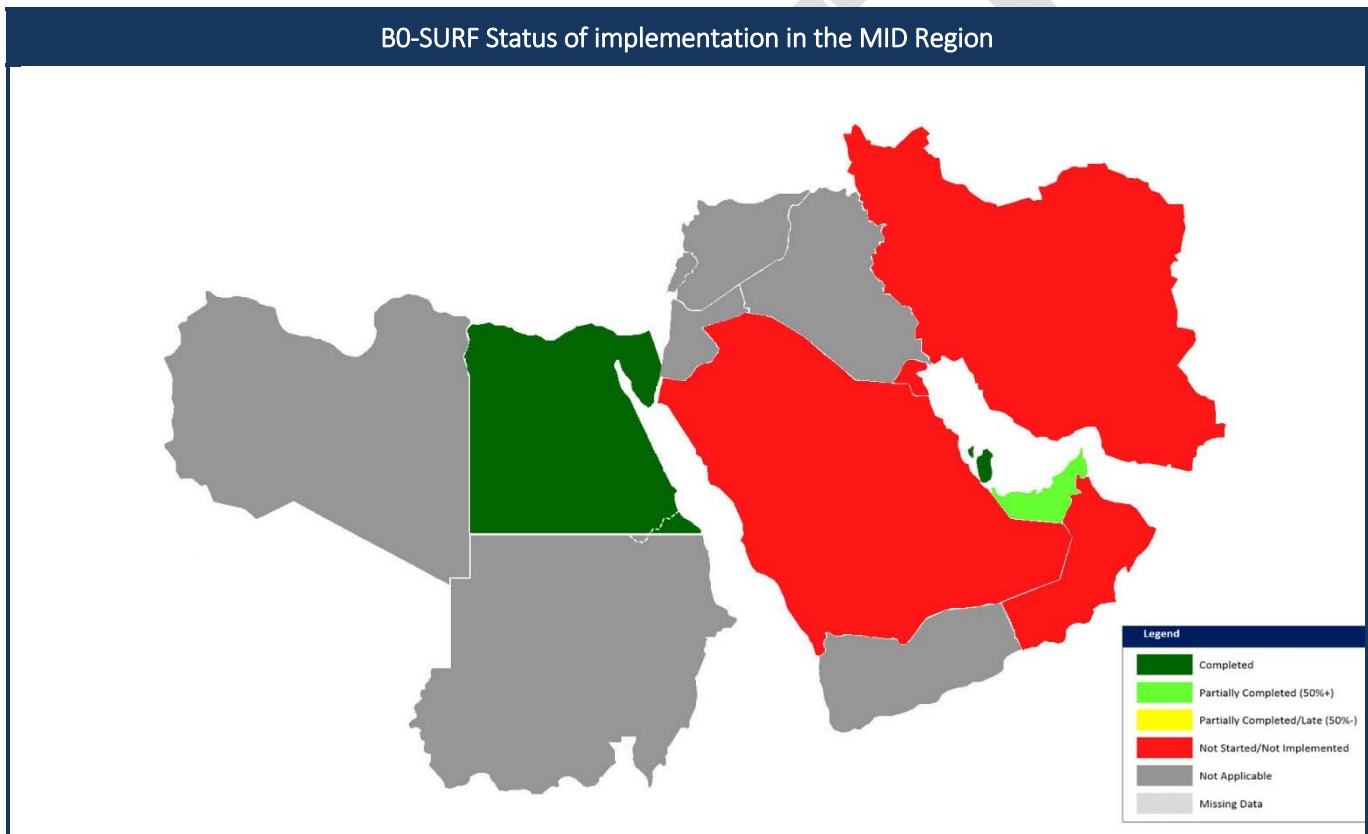 B0-SURF Status of implementation in the MID Region
Legend
Completed
Partially Completed (50%+)
Partially Completed/Late (50%-)
Not Started/Not Implemented
Not Applicable
Missing Data